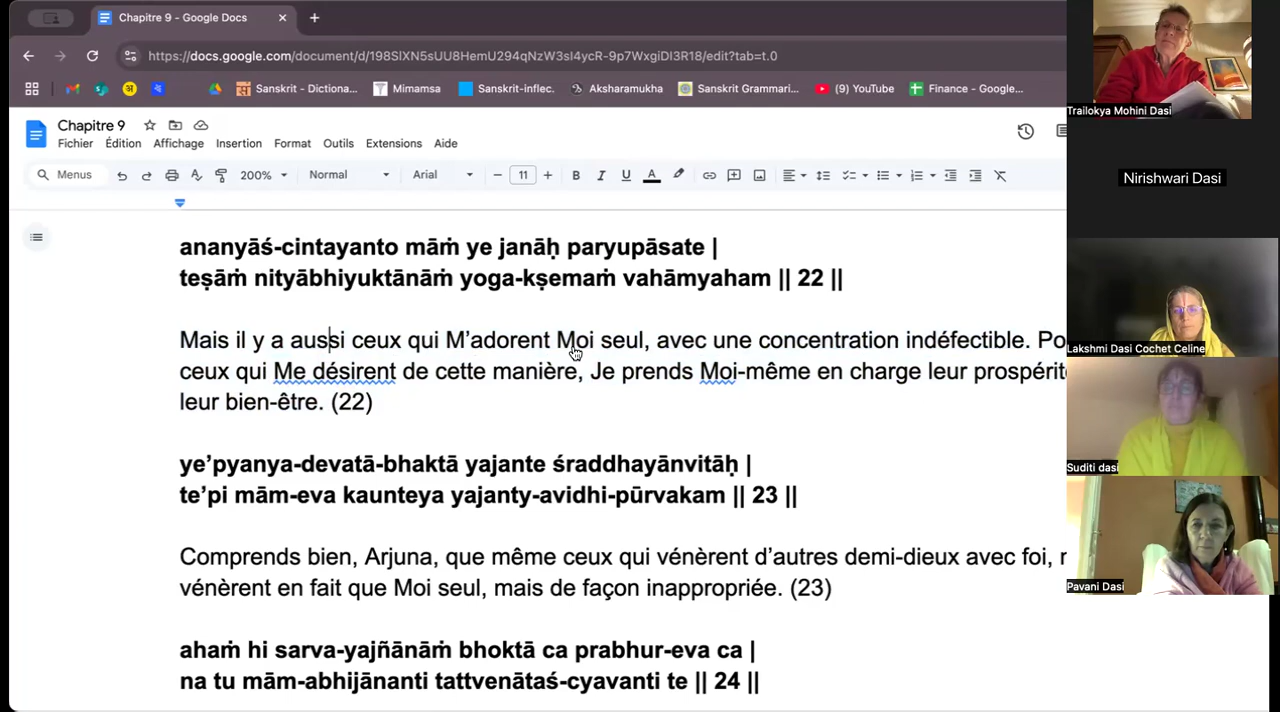 Chapitre 9 - Google Docs
https://docs.google.com/document/d/198SlXN5sUU8HemU294qNzW3sl4ycR-9p7WxgiDI3R18/edit?tab=t.0
Sanskrit - Dictiona...
Mimamsa
Sanskrit-inflec.
Aksharamukha
Sanskrit Grammari...
(9) YouTube
Finance - Google...
Chapitre 9
Fichier Édition Affichage Insertion Format Outils Extensions Aide
Menus 200% Normal Arial 11
ananyāś-cintayanto māṁ ye janāḥ paryupāsate |
teṣāṁ nityābhiyuktānāṁ yoga-kṣemaṁ vahāmyaham || 22 ||
Mais il y a aussi ceux qui M’adorent Moi seul, avec une concentration indéfectible. Po
ceux qui Me désirent de cette manière, Je prends Moi-même en charge leur prospérit
leur bien-être. (22)
ye’pyanya-devatā-bhaktā yajante śraddhayānvitāḥ |
te’pi mām-eva kaunteya yajanty-avidhi-pūrvakam || 23 ||
Comprends bien, Arjuna, que même ceux qui vénèrent d’autres demi-dieux avec foi,
vénèrent en fait que Moi seul, mais de façon inappropriée. (23)
ahaṁ hi sarva-yajñānāṁ bhoktā ca prabhur-eva ca |
na tu mām-abhijānanti tattvenātaś-cyavanti te || 24 ||
Trailokya Mohini Dasi
Nirishwari Dasi
Lakshmi Dasi Cochet Celine
Suditi dasi
Pavani Dasi